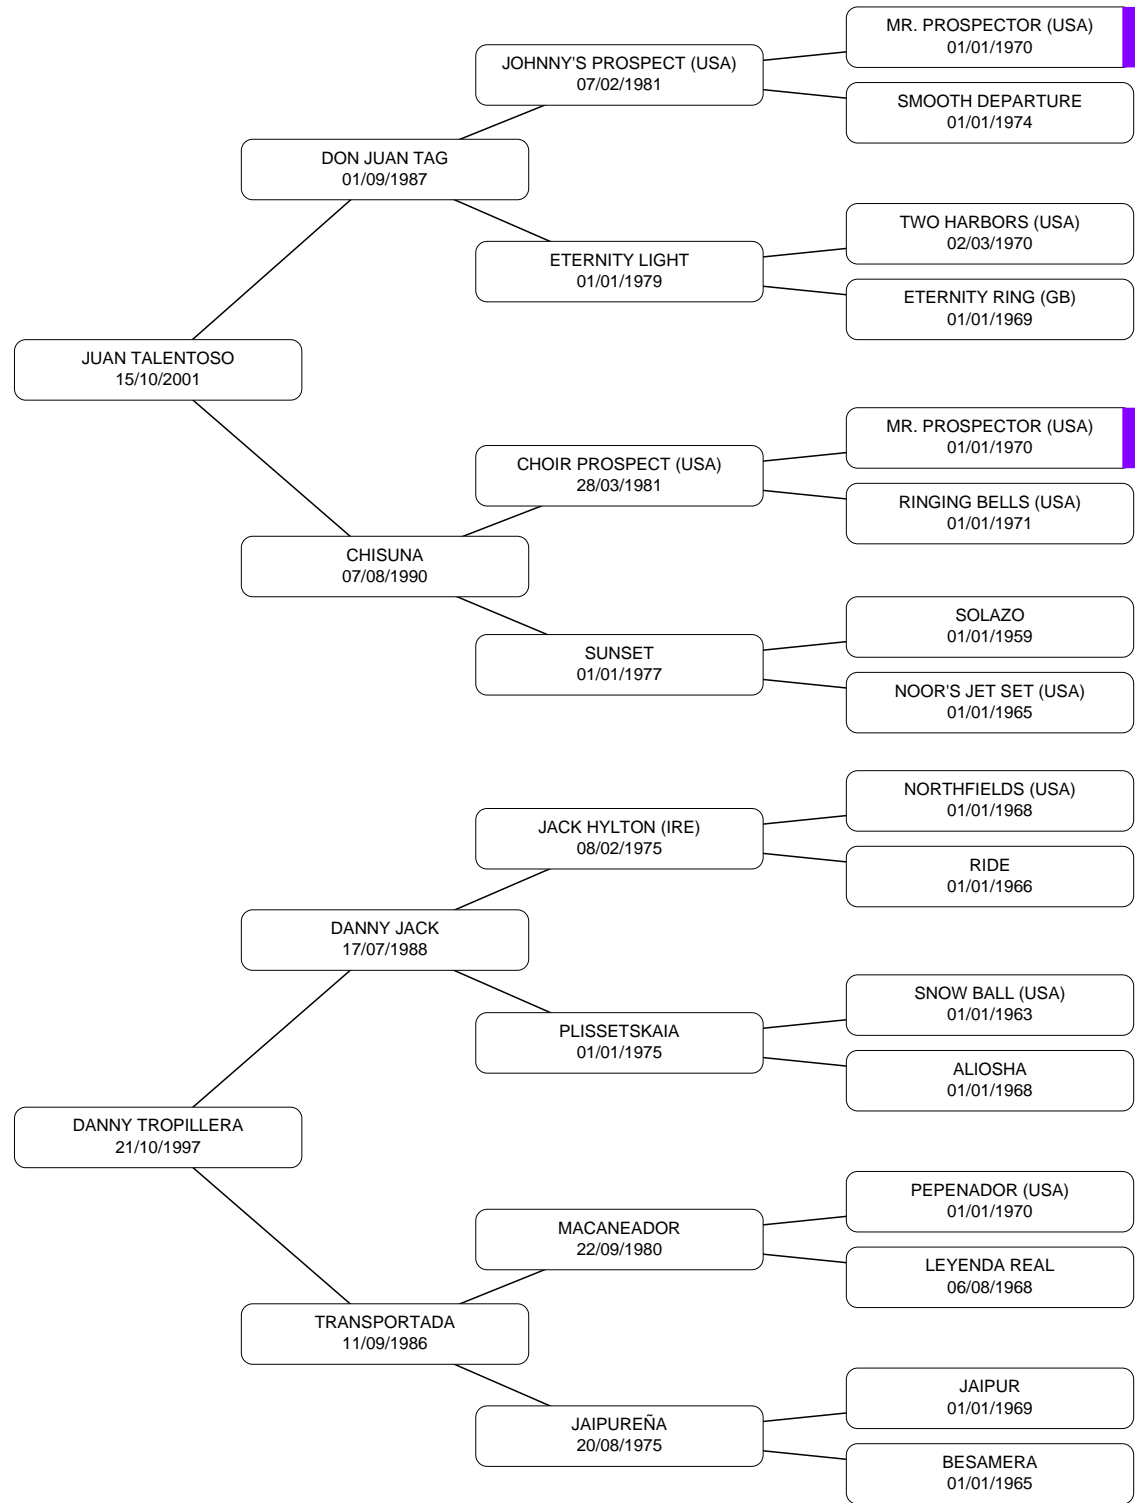 MR. PROSPECTOR (USA)
01/01/1970
JOHNNY'S PROSPECT (USA)
07/02/1981
SMOOTH DEPARTURE
01/01/1974
DON JUAN TAG
01/09/1987
TWO HARBORS (USA)
02/03/1970
ETERNITY LIGHT
01/01/1979
ETERNITY RING (GB)
01/01/1969
JUAN TALENTOSO
15/10/2001
MR. PROSPECTOR (USA)
01/01/1970
CHOIR PROSPECT (USA)
28/03/1981
RINGING BELLS (USA)
01/01/1971
CHISUNA
07/08/1990
SOLAZO
01/01/1959
SUNSET
01/01/1977
NOOR'S JET SET (USA)
01/01/1965
NORTHFIELDS (USA)
01/01/1968
JACK HYLTON (IRE)
08/02/1975
RIDE
01/01/1966
DANNY JACK
17/07/1988
SNOW BALL (USA)
01/01/1963
PLISSETSKAIA
01/01/1975
ALIOSHA
01/01/1968
DANNY TROPILLERA
21/10/1997
PEPENADOR (USA)
01/01/1970
MACANEADOR
22/09/1980
LEYENDA REAL
06/08/1968
TRANSPORTADA
11/09/1986
JAIPUR
01/01/1969
JAIPUREÑA
20/08/1975
BESAMERA
01/01/1965